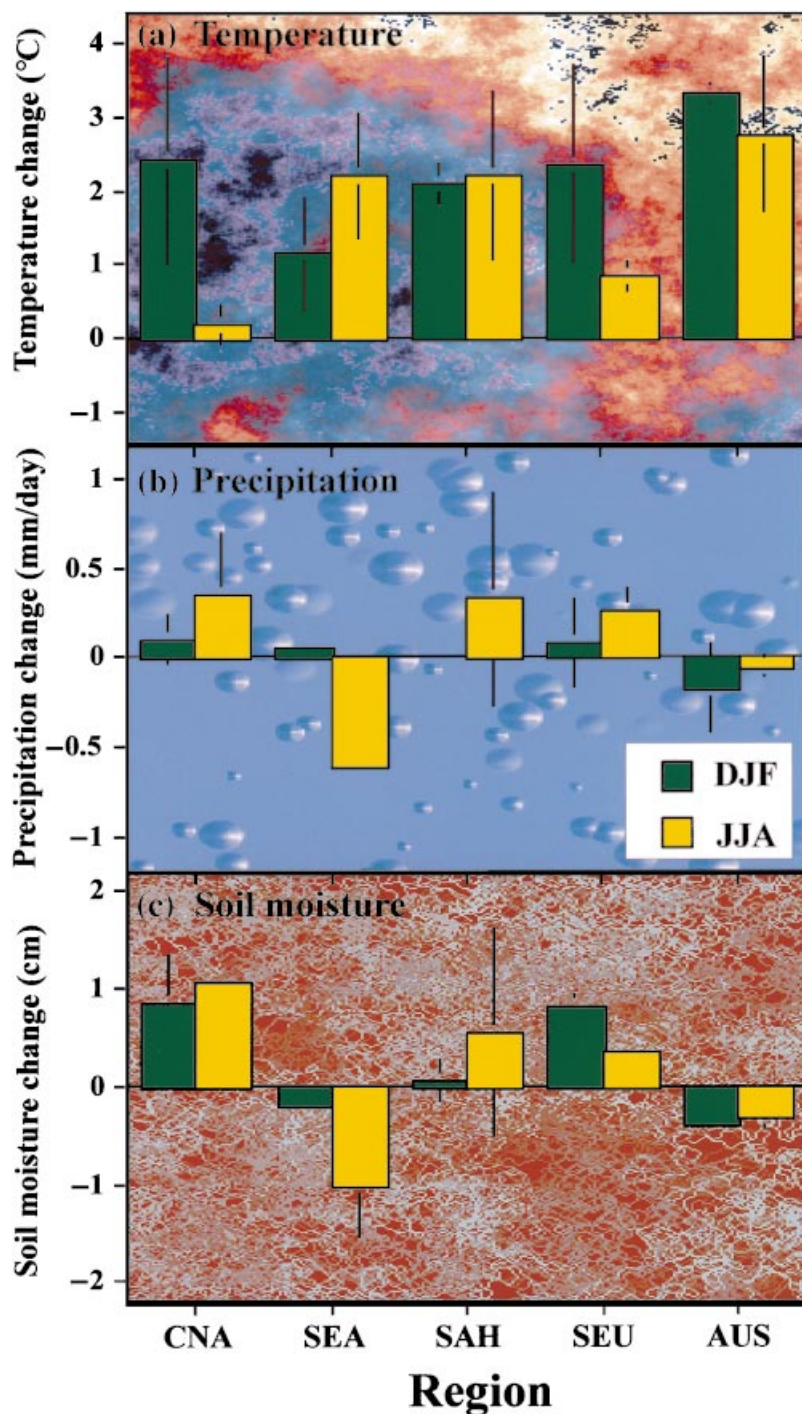 (a) Temperature
Temperature change (°C)
4
3
2
1
0
−1
(b) Precipitation
Precipitation change (mm/day)
1
0.5
0
−0.5
−1
DJF
JJA
(c) Soil moisture
Soil moisture change (cm)
2
1
0
−1
−2
CNA SEA SAH SEU AUS
Region